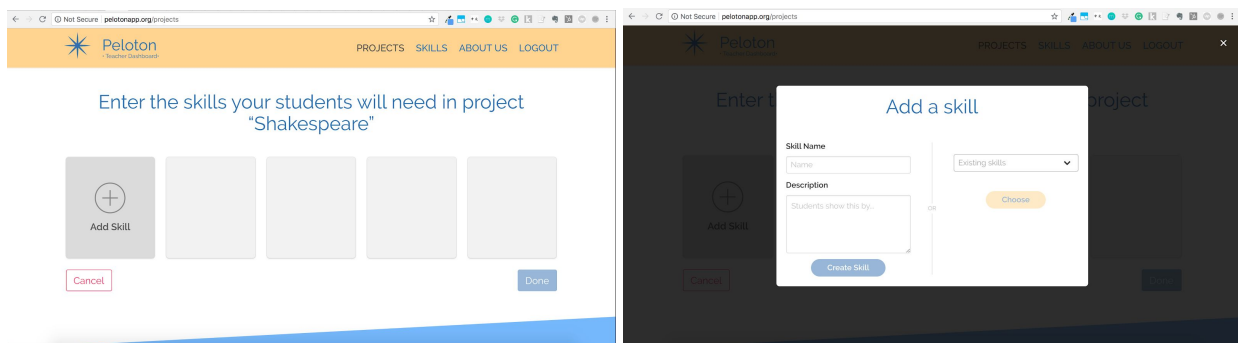 Not Secure pelotonapp.org/projects
Peloton
- Teacher Dashboard-
PROJECTS SKILLS ABOUT US LOGOUT
Enter the skills your students will need in project
“Shakespeare”
Add Skill
Cancel
Done
Not Secure pelotonapp.org/projects
Peloton
- Teacher Dashboard-
PROJECTS SKILLS ABOUT US LOGOUT
Enter t
project
Add a skill
Skill Name
Name
Description
Students show this by...
Create Skill
OR
Existing skills
Choose
Add Skill
Cancel
Done